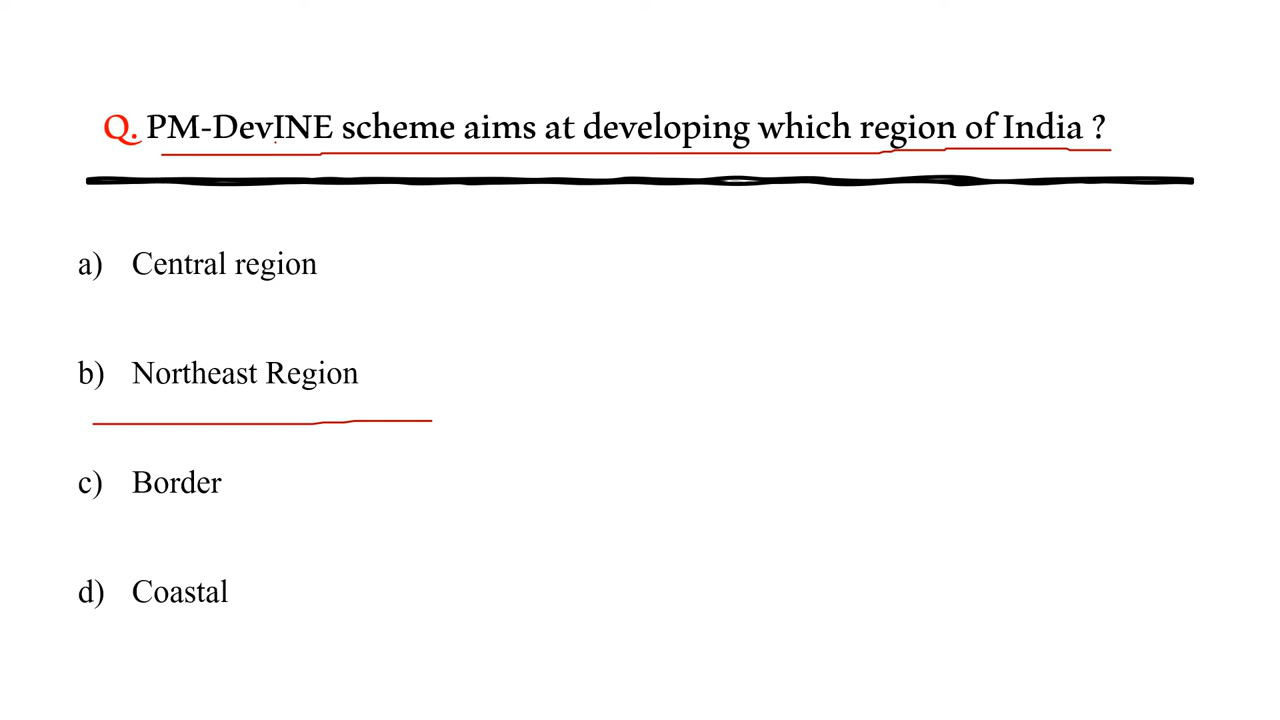 Q. PM-DevINE scheme aims at developing which region of India ?
a) Central region
b) Northeast Region
c) Border
d) Coastal